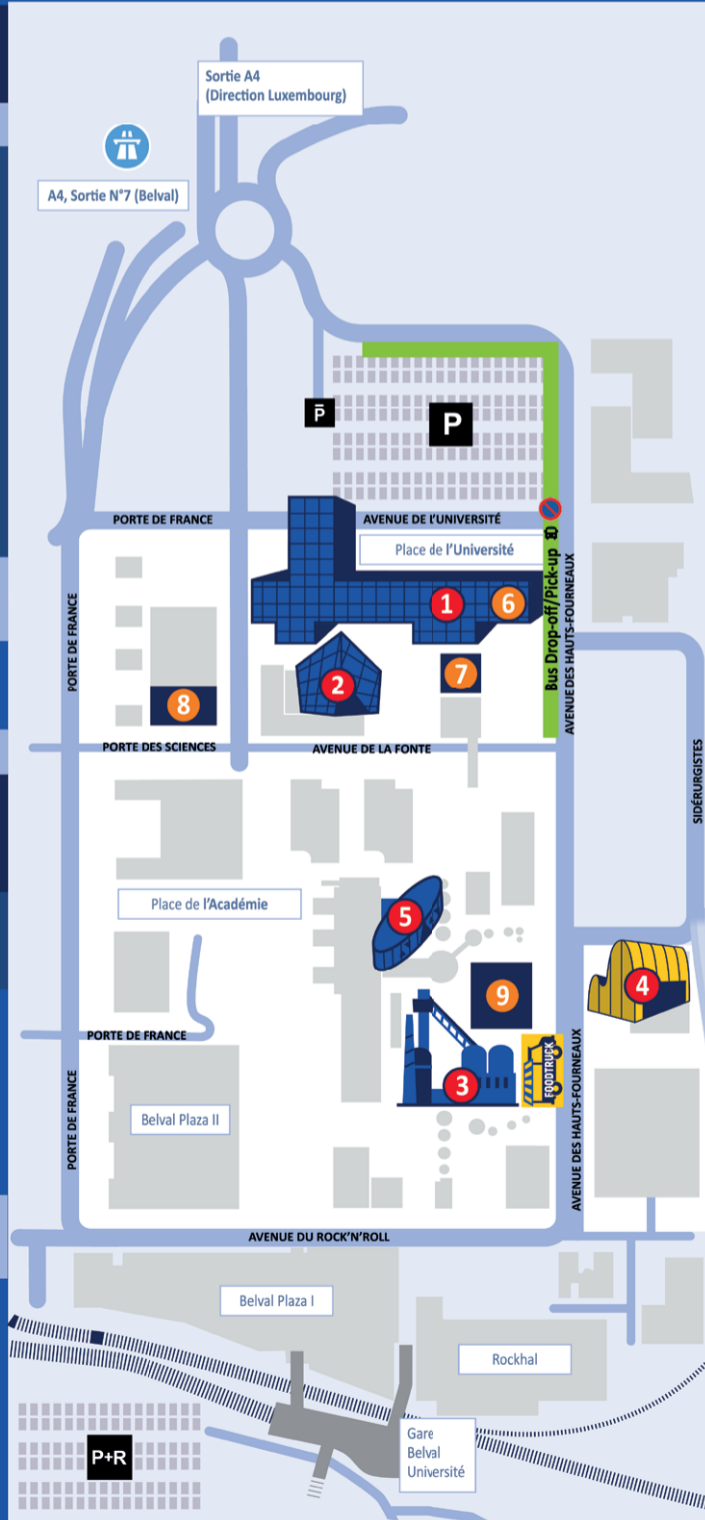 Sortie A4
(Direction Luxembourg)
A4, Sortie N°7 (Belval)
P
P
PORTE DE FRANCE
AVENUE DE L'UNIVERSITÉ
Place de l'Université
1
6
Bus Drop-off/Pick-up
AVENUE DES HAUTS-FOURNEAUX
PORTE DE FRANCE
2
7
8
PORTE DES SCIENCES
AVENUE DE LA FONTE
SIDÉRURGISTES
Place de l'Académie
5
4
9
PORTE DE FRANCE
3
FOODTRUCK
AVENUE DES HAUTS-FOURNEAUX
PORTE DE FRANCE
Belval Plaza II
AVENUE DU ROCK'N'ROLL
Belval Plaza I
Rockhal
Gare
Belval
Université
P+R